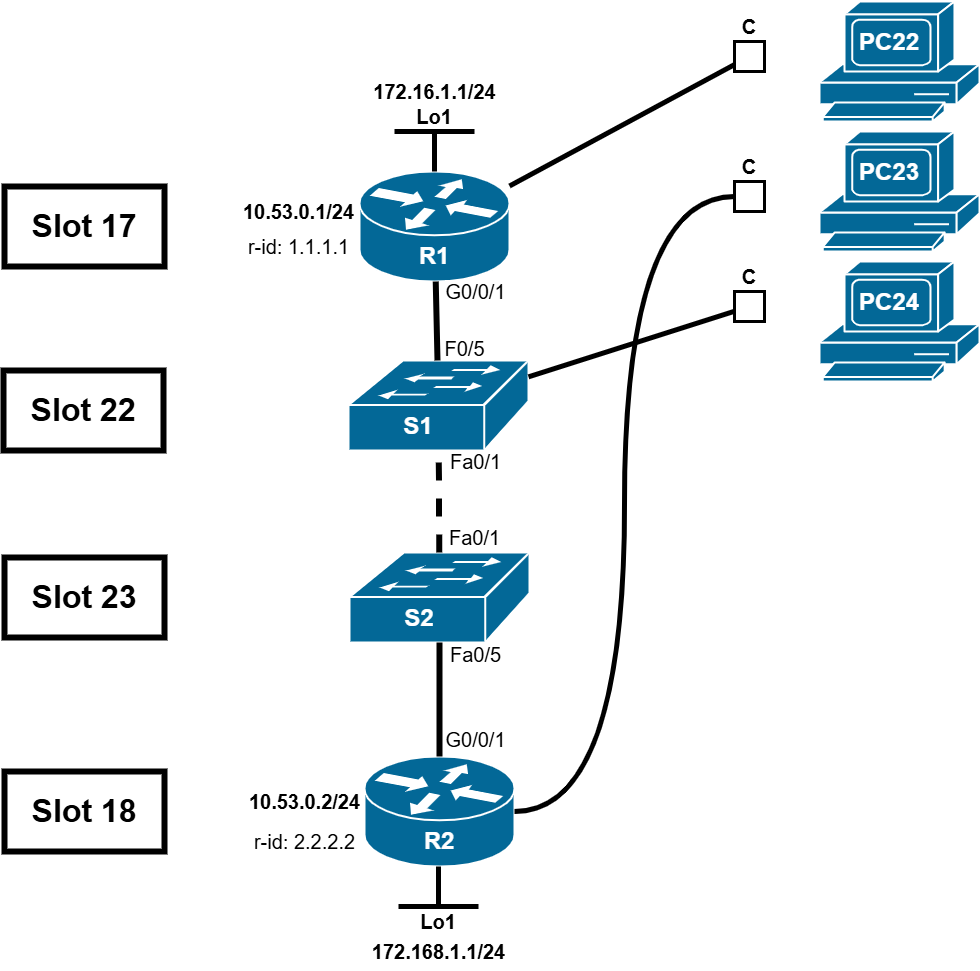 C
PC22
172.16.1.1/24
Lo1
C
PC23
Slot 17
10.53.0.1/24
r-id: 1.1.1.1
R1
G0/0/1
C
PC24
F0/5
Slot 22
S1
Fa0/1
Fa0/1
Slot 23
S2
Fa0/5
G0/0/1
Slot 18
10.53.0.2/24
r-id: 2.2.2.2
R2
Lo1
172.168.1.1/24